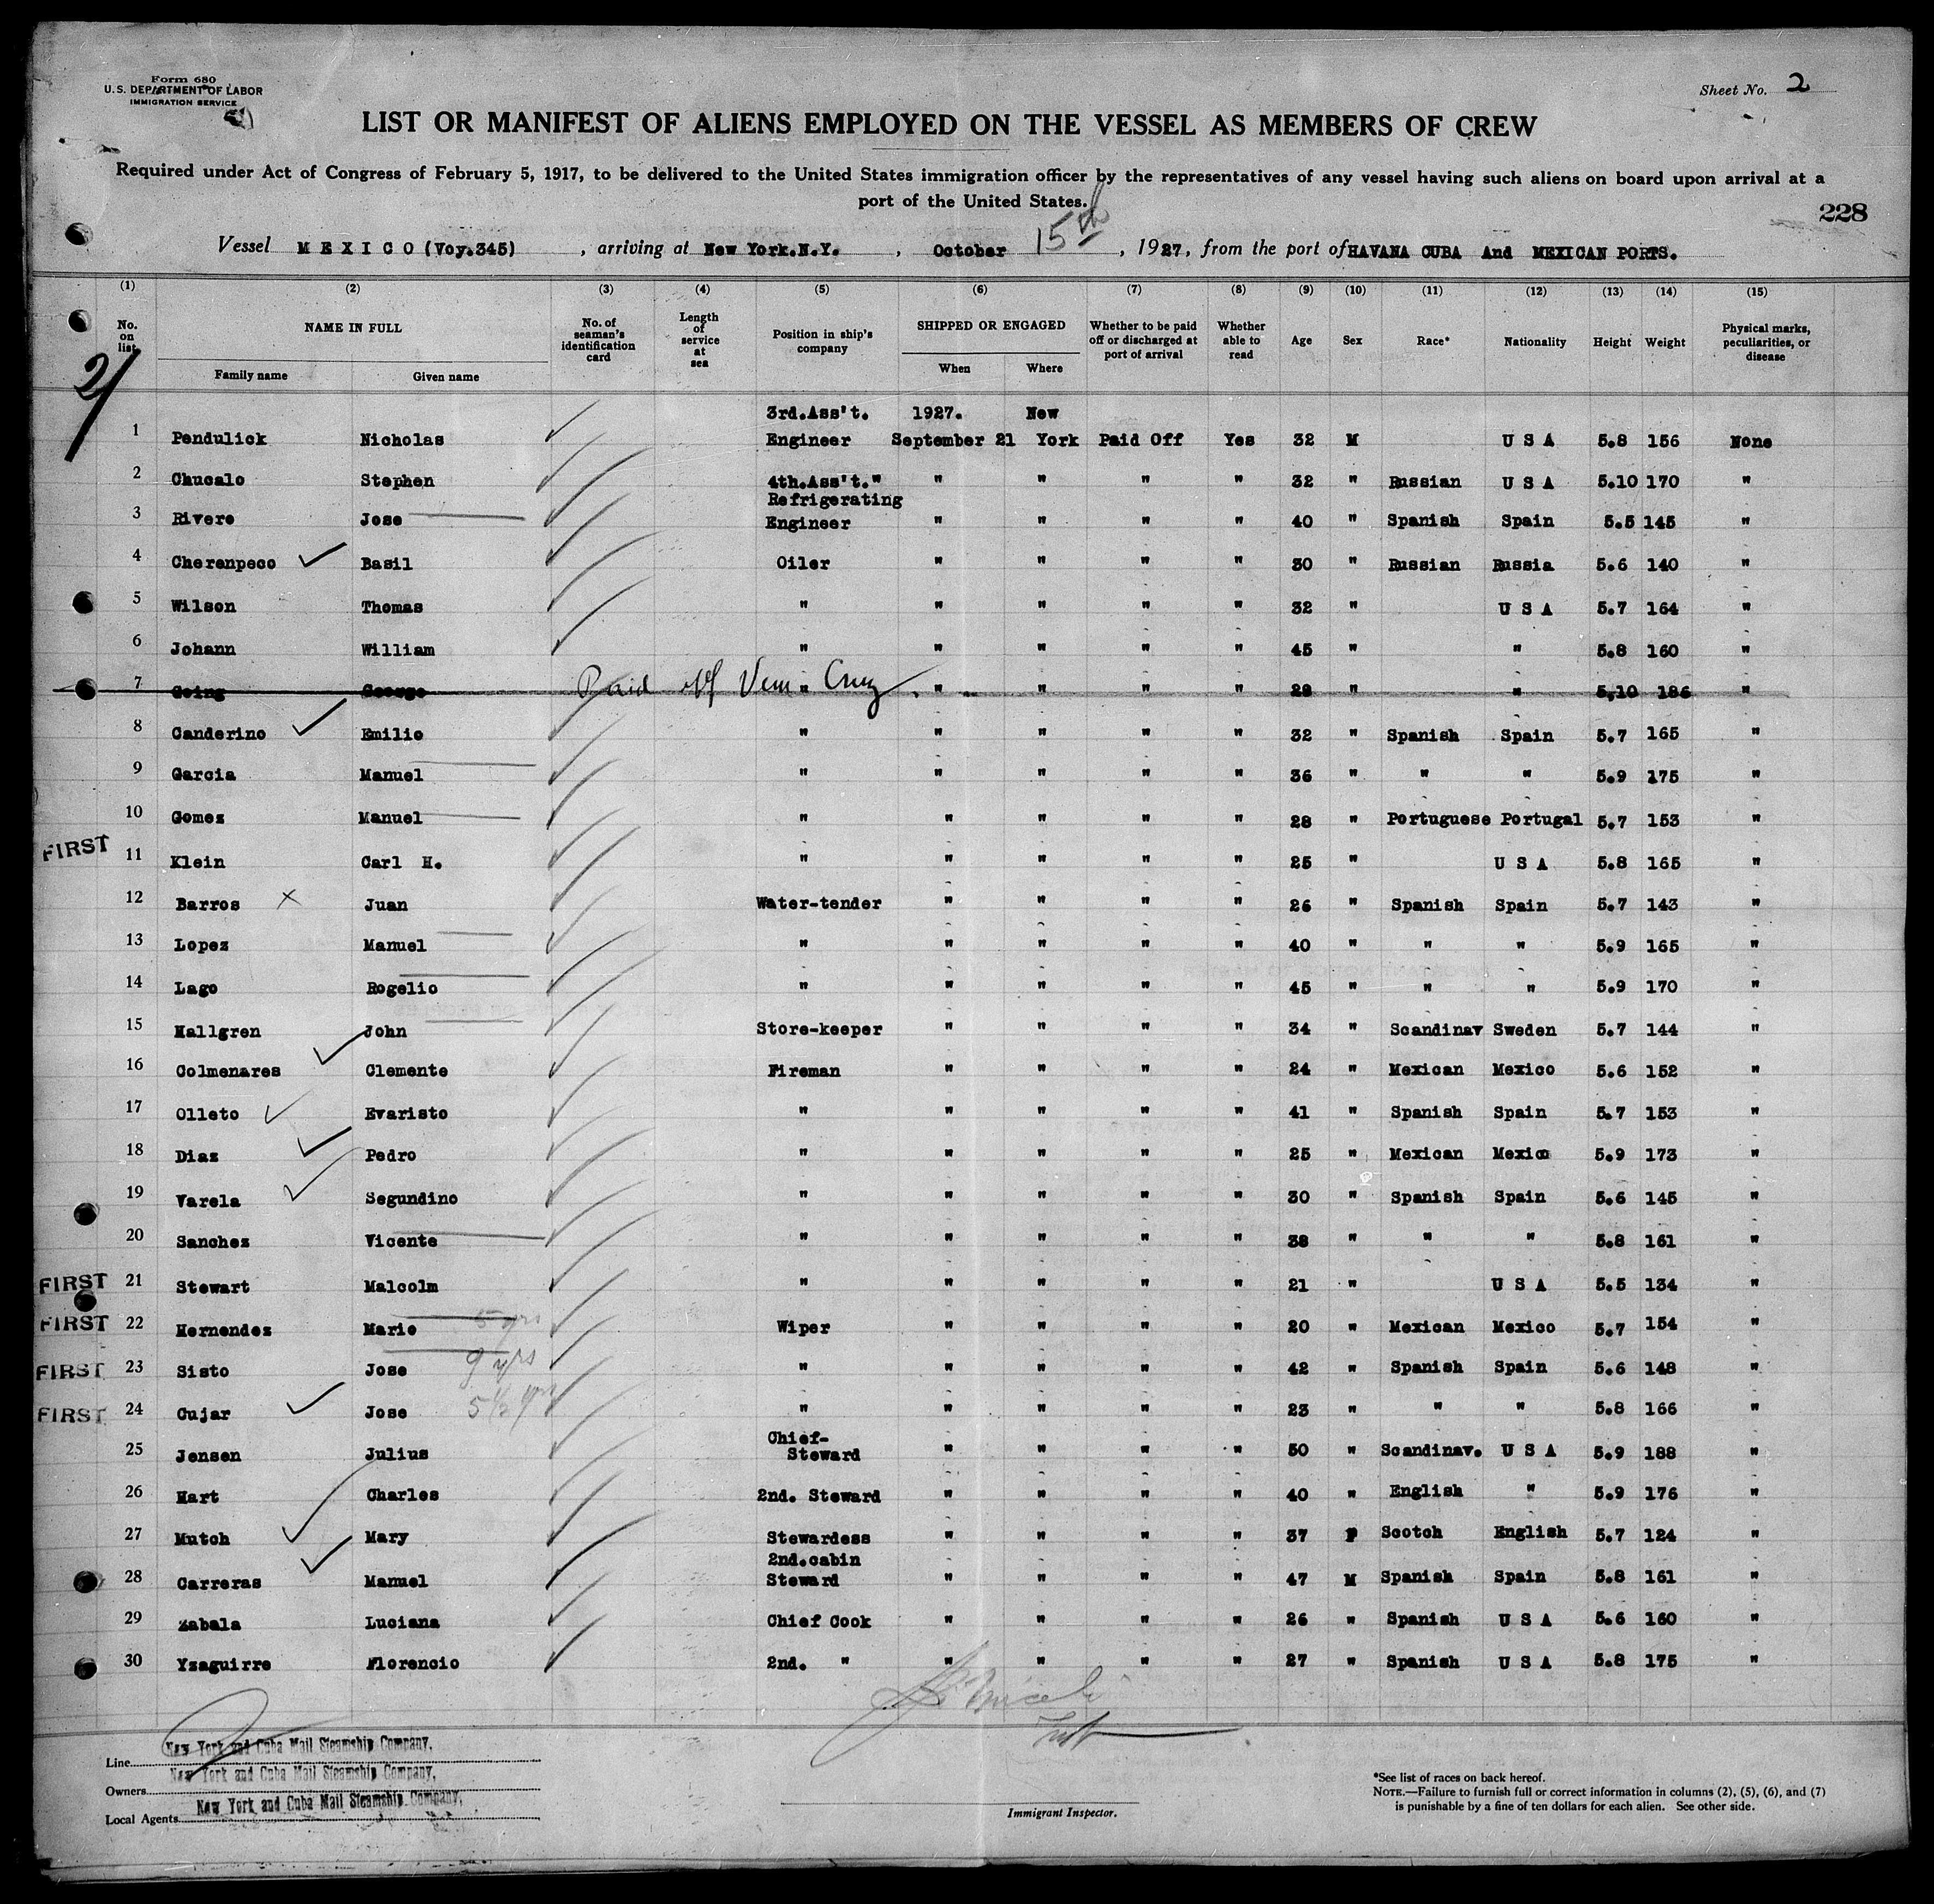 Form 680
U.S. DEPARTMENT OF LABOR
IMMIGRATION SERVICE
Sheet No. 2
LIST OR MANIFEST OF ALIENS EMPLOYED ON THE VESSEL AS MEMBERS OF CREW
Required under Act of Congress of February 5, 1917, to be delivered to the United States immigration officer by the representatives of any vessel having such aliens on board upon arrival at a
port of the United States.
228
Vessel M E X I C O (Voy.345) , arriving at New York.N.Y. , October 15th , 1927, from the port of HAVANA CUBA And MEXICAN PORTS.
(1) (2) (3) (4) (5) (6) (7) (8) (9) (10) (11) (12) (13) (14) (15)
No. on list NAME IN FULL Family name Given name No. of seaman's identification card Length of service at sea Position in ship's company SHIPPED OR ENGAGED When Where Whether to be paid off or discharged at port of arrival Whether able to read Age Sex Race* Nationality Height Weight Physical marks, peculiarities, or disease
2/
3rd.Ass't. 1927. New
1 Pendulick Nicholas Engineer September 21 York Paid Off Yes 32 M U S A 5.8 156 None
2 Chucalo Stephen 4th.Ass't." " " " " 32 " Russian U S A 5.10 170 "
Refrigerating
3 Rivero Jose Engineer " " " " 40 " Spanish Spain 5.5 145 "
4 Cherenpeco Basil Oiler " " " " 30 " Russian Russia 5.6 140 "
5 Wilson Thomas " " " " " 32 " U S A 5.7 164 "
6 Johann William " " " " " 45 " " 5.8 160 "
7 Going George Paid off Vera Cruz " " " " " 28 " " 5.10 186 "
8 Canderino Emilio " " " " " 32 " Spanish Spain 5.7 165 "
9 Garcia Manuel " " " " " 36 " " " 5.9 175 "
10 Gomez Manuel " " " " " 28 " Portuguese Portugal 5.7 153 "
FIRST 11 Klein Carl H. " " " " " 25 " U S A 5.8 165 "
12 Barros x Juan Water-tender " " " " 26 " Spanish Spain 5.7 143 "
13 Lopez Manuel " " " " " 40 " " " 5.9 165 "
14 Lago Rogelio " " " " " 45 " " " 5.9 170 "
15 Hallgren John Store-keeper " " " " 34 " Scandinav Sweden 5.7 144 "
16 Colmenares Clemente Fireman " " " " 24 " Mexican Mexico 5.6 152 "
17 Olleto Evaristo " " " " " 41 " Spanish Spain 5.7 153 "
18 Diaz Pedro " " " " " 25 " Mexican Mexico 5.9 173 "
19 Varela Segundino " " " " " 30 " Spanish Spain 5.6 145 "
20 Sanchez Vicente " " " " " 38 " " " 5.8 161 "
FIRST 21 Stewart Malcolm " " " " " 21 " U S A 5.5 134 "
FIRST 22 Hernendez Mario 5 yrs Wiper " " " " 20 " Mexican Mexico 5.7 154 "
FIRST 23 Sisto Jose 9 yrs " " " " " 42 " Spanish Spain 5.6 148 "
FIRST 24 Cujar Jose 5 1/2 yrs " " " " " 23 " " " 5.8 166 "
Chief-
25 Jensen Julius Steward " " " " 50 " Scandinav. U S A 5.9 188 "
26 Hart Charles 2nd. Steward " " " " 40 " English " 5.9 176 "
27 Mutch Mary Stewardess " " " " 37 F Scotch English 5.7 124 "
2nd.cabin
28 Carreras Manuel Steward " " " " 47 M Spanish Spain 5.8 161 "
29 Zabala Luciana Chief Cook " " " " 26 " Spanish U S A 5.6 160 "
30 Yzaguirre Florencio 2nd. " " " " " 27 " Spanish U S A 5.8 175 "
Line New York and Cuba Mail Steamship Company,
Owners New York and Cuba Mail Steamship Company,
Local Agents New York and Cuba Mail Steamship Company,
Immigrant Inspector.
*See list of races on back hereof.
NOTE.—Failure to furnish full or correct information in columns (2), (5), (6), and (7)
is punishable by a fine of ten dollars for each alien. See other side.